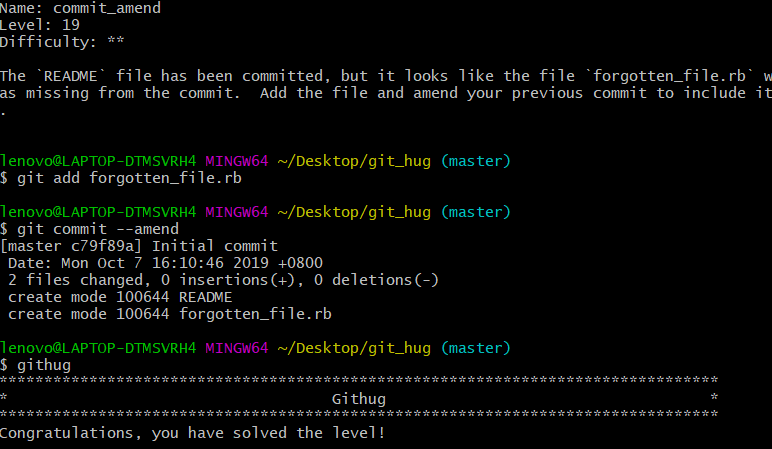 Name: commit_amend
Level: 19
Difficulty: **
The `README` file has been committed, but it looks like the file `forgotten_file.rb` w
as missing from the commit.  Add the file and amend your previous commit to include it
.
lenovo@LAPTOP-DTMSVRH4 MINGW64 ~/Desktop/git_hug (master)
$ git add forgotten_file.rb
lenovo@LAPTOP-DTMSVRH4 MINGW64 ~/Desktop/git_hug (master)
$ git commit --amend
[master c79f89a] Initial commit
 Date: Mon Oct 7 16:10:46 2019 +0800
 2 files changed, 0 insertions(+), 0 deletions(-)
 create mode 100644 README
 create mode 100644 forgotten_file.rb
lenovo@LAPTOP-DTMSVRH4 MINGW64 ~/Desktop/git_hug (master)
$ githug
********************************************************************************
*                                    Githug                                    *
********************************************************************************
Congratulations, you have solved the level!